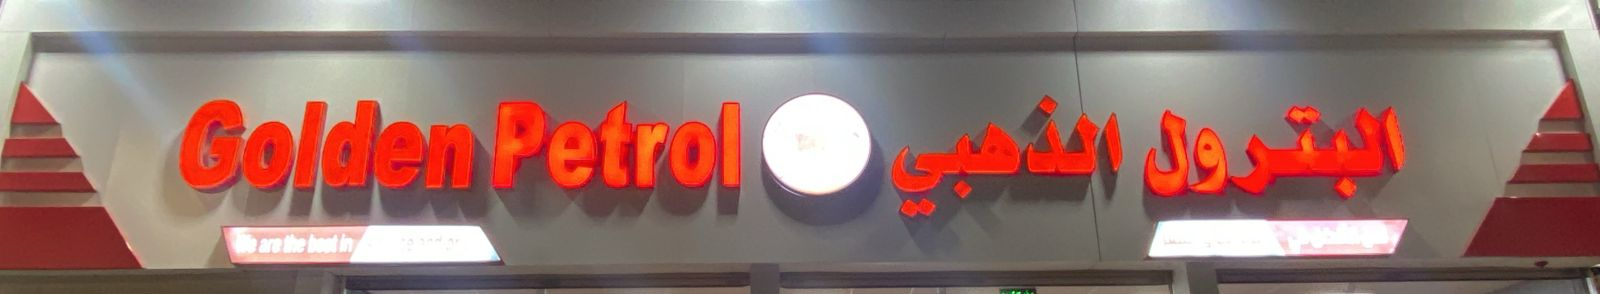 Golden Petrol
البترول الذهبي
We are the best in